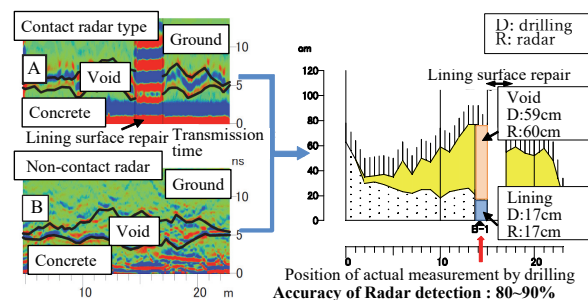 Contact radar type
Ground
10
A
Void
5
Concrete
0
Lining surface repair
Transmission
time
ns
Non-contact radar
Ground
10
B
Void
5
Concrete
0
10
20
m
D: drilling
R: radar
cm
120
100
80
60
40
20
0
Lining surface repair
Void
D:59cm
R:60cm
Lining
D:17cm
R:17cm
B-1
0
10
20
Position of actual measurement by drilling
Accuracy of Radar detection : 80~90%